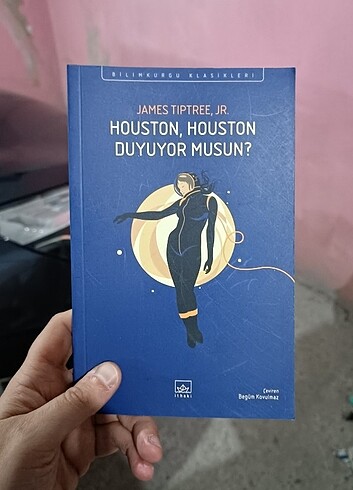 BİLİMKURGU KLASİKLERİ
JAMES TIPTREE, JR.
HOUSTON, HOUSTON
DUYUYOR MUSUN?
ithaki
Çeviren
Begüm Kovulmaz